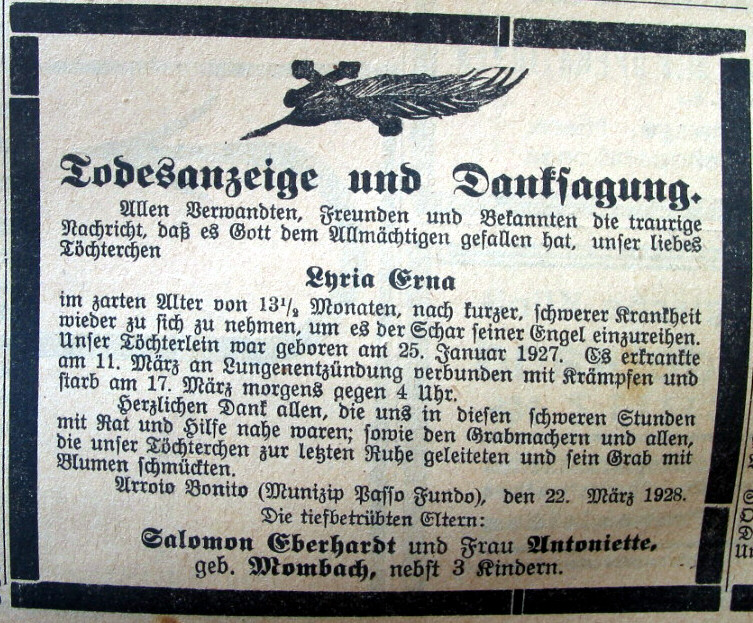 Todesanzeige und Danksagung.
Allen Verwandten, Freunden und Bekannten die traurige
Nachricht, daß es Gott dem Allmächtigen gefallen hat, unser liebes
Töchterchen
Lyria Erna
im zarten Alter von 13½ Monaten, nach kurzer, schwerer Krankheit
wieder zu sich zu nehmen, um es der Schar seiner Engel einzureihen.
Unser Töchterlein war geboren am 25. Januar 1927. Es erkrankte
am 11. März an Lungenentzündung verbunden mit Krämpfen und
starb am 17. März morgens gegen 4 Uhr.
Herzlichen Dank allen, die uns in diesen schweren Stunden
mit Rat und Hilfe nahe waren; sowie den Grabmachern und allen,
die unser Töchterchen zur letzten Ruhe geleiteten und sein Grab mit
Blumen schmückten.
Arroio Bonito (Munizip Passo Fundo), den 22. März 1928.
Die tiefbetrübten Eltern:
Salomon Eberhardt und Frau Antoniette,
geb. Mombach, nebst 3 Kindern.